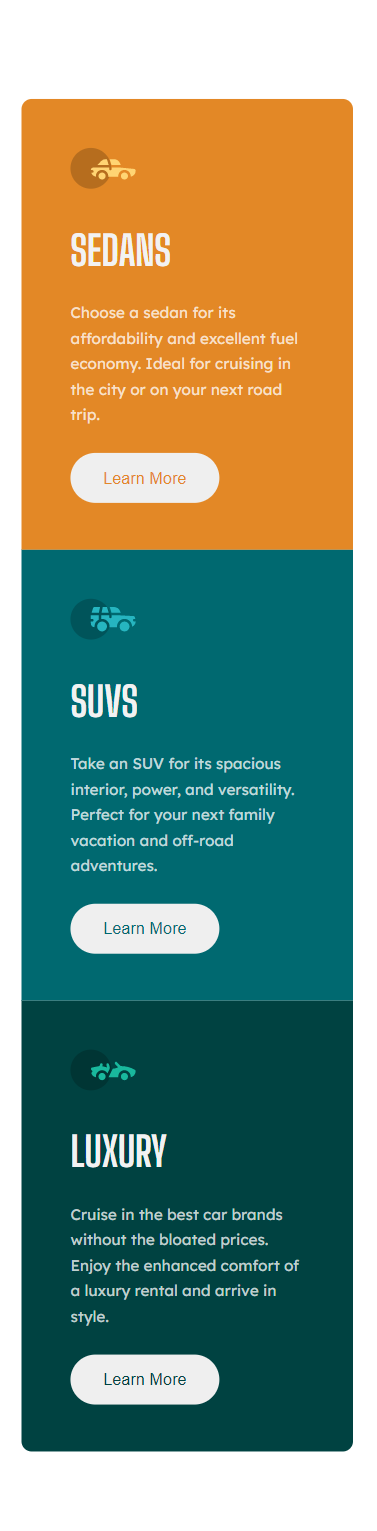 SEDANS
Choose a sedan for its
affordability and excellent fuel
economy. Ideal for cruising in
the city or on your next road
trip.
Learn More
SUVS
Take an SUV for its spacious
interior, power, and versatility.
Perfect for your next family
vacation and off-road
adventures.
Learn More
LUXURY
Cruise in the best car brands
without the bloated prices.
Enjoy the enhanced comfort of
a luxury rental and arrive in
style.
Learn More